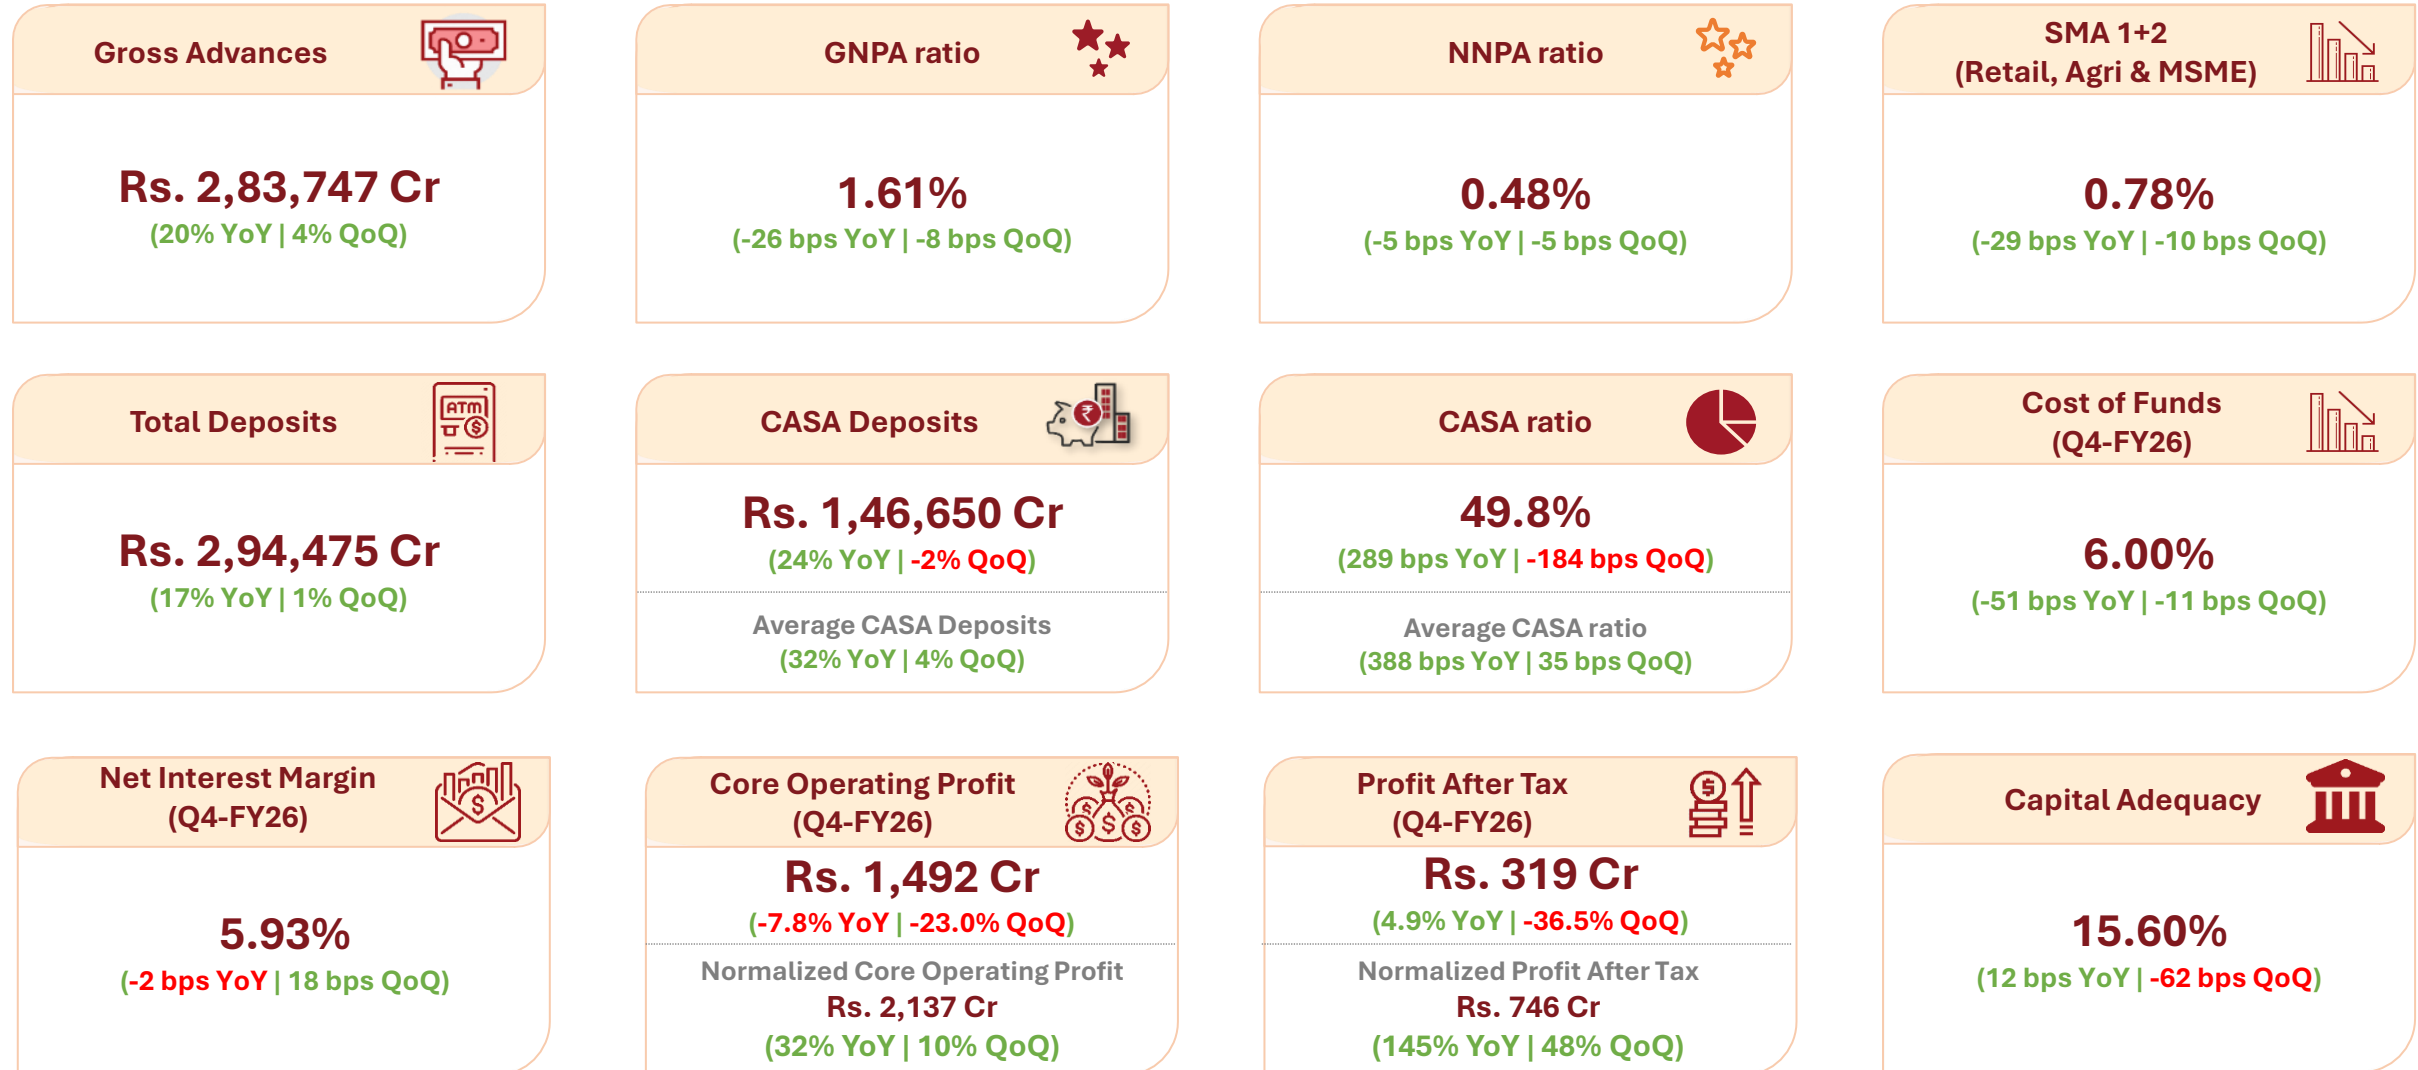 Gross Advances
Rs. 2,83,747 Cr
(20% YoY | 4% QoQ)
GNPA ratio
1.61%
(-26 bps YoY | -8 bps QoQ)
NNPA ratio
0.48%
(-5 bps YoY | -5 bps QoQ)
SMA 1+2
(Retail, Agri & MSME)
0.78%
(-29 bps YoY | -10 bps QoQ)
Total Deposits
ATM
Rs. 2,94,475 Cr
(17% YoY | 1% QoQ)
CASA Deposits
Rs. 1,46,650 Cr
(24% YoY | -2% QoQ)
Average CASA Deposits
(32% YoY | 4% QoQ)
CASA ratio
49.8%
(289 bps YoY | -184 bps QoQ)
Average CASA ratio
(388 bps YoY | 35 bps QoQ)
Cost of Funds
(Q4-FY26)
6.00%
(-51 bps YoY | -11 bps QoQ)
Net Interest Margin
(Q4-FY26)
5.93%
(-2 bps YoY | 18 bps QoQ)
Core Operating Profit
(Q4-FY26)
Rs. 1,492 Cr
(-7.8% YoY | -23.0% QoQ)
Normalized Core Operating Profit
Rs. 2,137 Cr
(32% YoY | 10% QoQ)
Profit After Tax
(Q4-FY26)
Rs. 319 Cr
(4.9% YoY | -36.5% QoQ)
Normalized Profit After Tax
Rs. 746 Cr
(145% YoY | 48% QoQ)
Capital Adequacy
15.60%
(12 bps YoY | -62 bps QoQ)